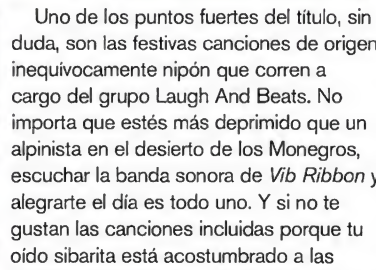 Uno de los puntos fuertes del título, sin
duda, son las festivas canciones de origen
inequívocamente nipón que corren a
cargo del grupo Laugh And Beats. No
importa que estés más deprimido que un
alpinista en el desierto de los Monegros,
escuchar la banda sonora de Vib Ribbon y
alegrarte el día es todo uno. Y si no te
gustan las canciones incluidas porque tu
oído sibarita está acostumbrado a las